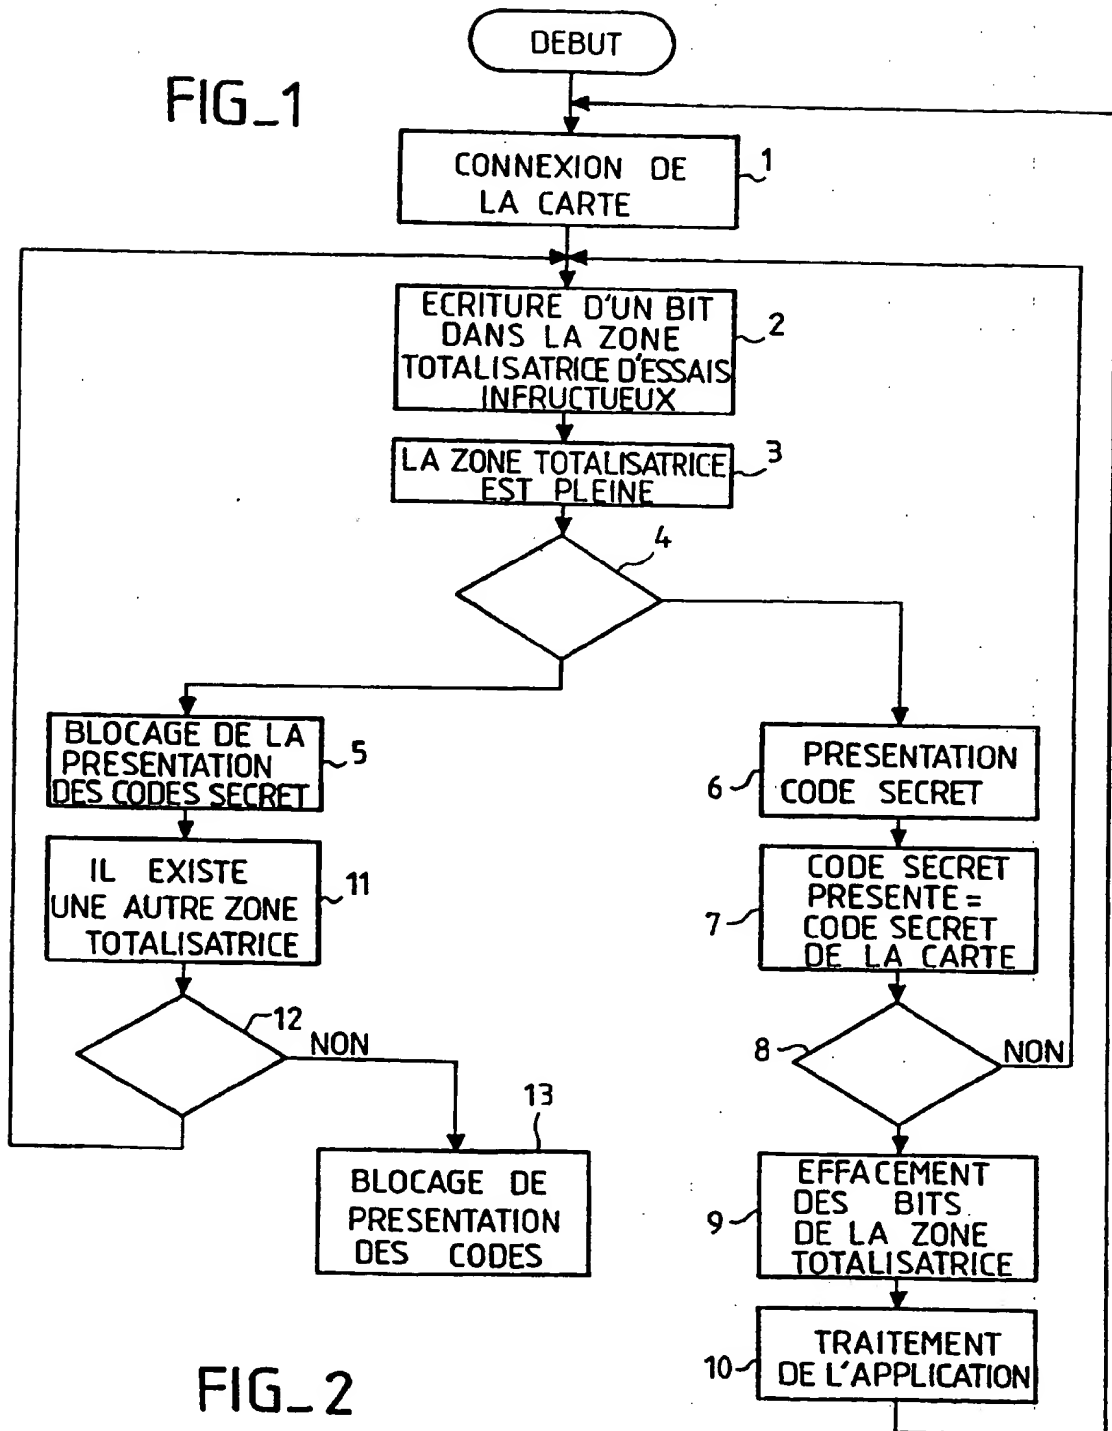 DEBUT
FIG_1
CONNEXION DE
LA CARTE
1
ECRITURE D'UN BIT
DANS LA ZONE
TOTALISATRICE D'ESSAIS
INFRUCTUEUX
2
LA ZONE TOTALISATRICE
EST PLEINE
3
4
BLOCAGE DE LA
PRESENTATION
DES CODES SECRET
5
PRESENTATION
CODE SECRET
6
IL EXISTE
UNE AUTRE ZONE
TOTALISATRICE
11
CODE SECRET
PRESENTE =
CODE SECRET
DE LA CARTE
7
12
NON
8
NON
13
BLOCAGE DE
PRESENTATION
DES CODES
EFFACEMENT
DES BITS
DE LA ZONE
TOTALISATRICE
9
TRAITEMENT
DE L'APPLICATION
10
FIG_2